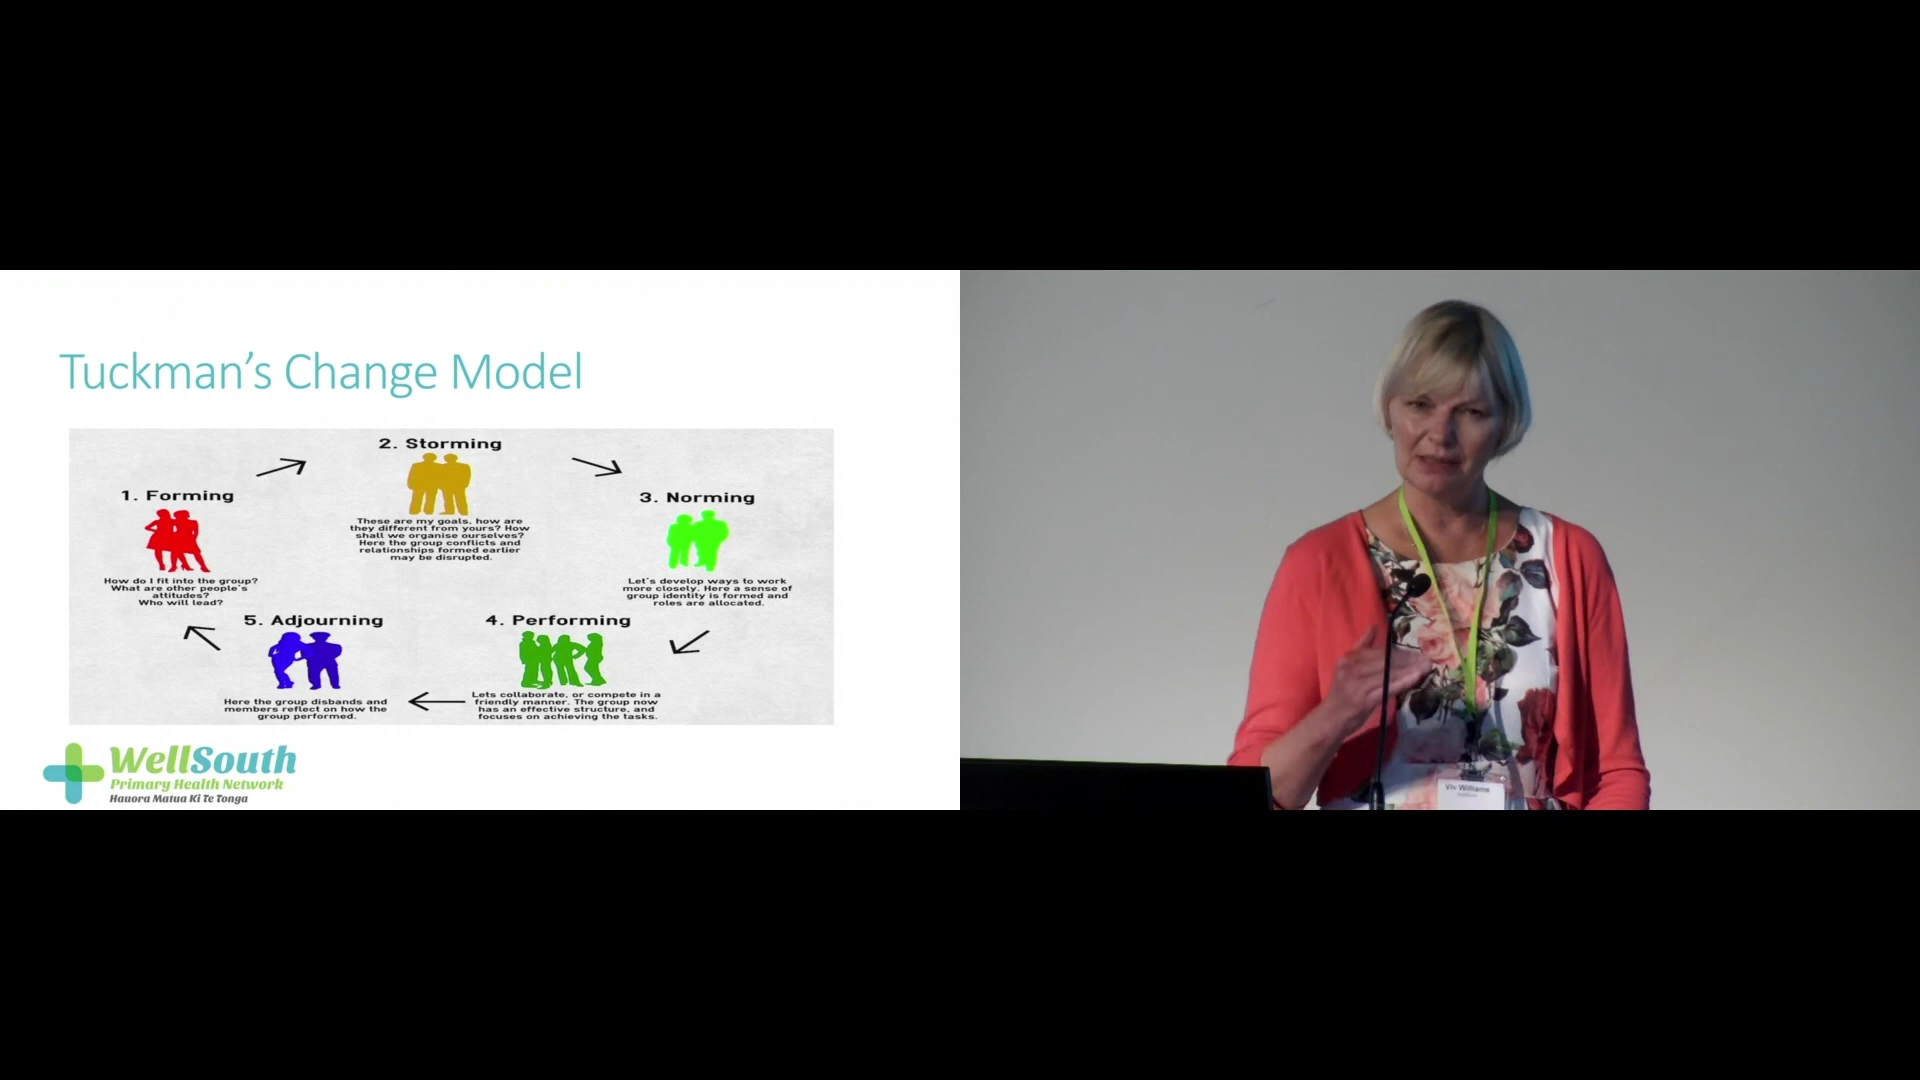 Tuckman's Change Model
1. Forming
How do I fit into the group?
What are other people's
attitudes?
Who will lead?
2. Storming
These are my goals, how are
they different from yours? How
shall we organise ourselves?
Here the group conflicts and
relationships formed earlier
may be disrupted.
3. Norming
Let's develop ways to work
more closely. Here a sense of
group identity is formed and
roles are allocated.
4. Performing
Lets collaborate, or compete in a
friendly manner. The group now
has an effective structure, and
focuses on achieving the tasks.
5. Adjourning
Here the group disbands and
members reflect on how the
group performed.
WellSouth
Primary Health Network
Hauora Matua Ki Te Tonga
Viv Williams